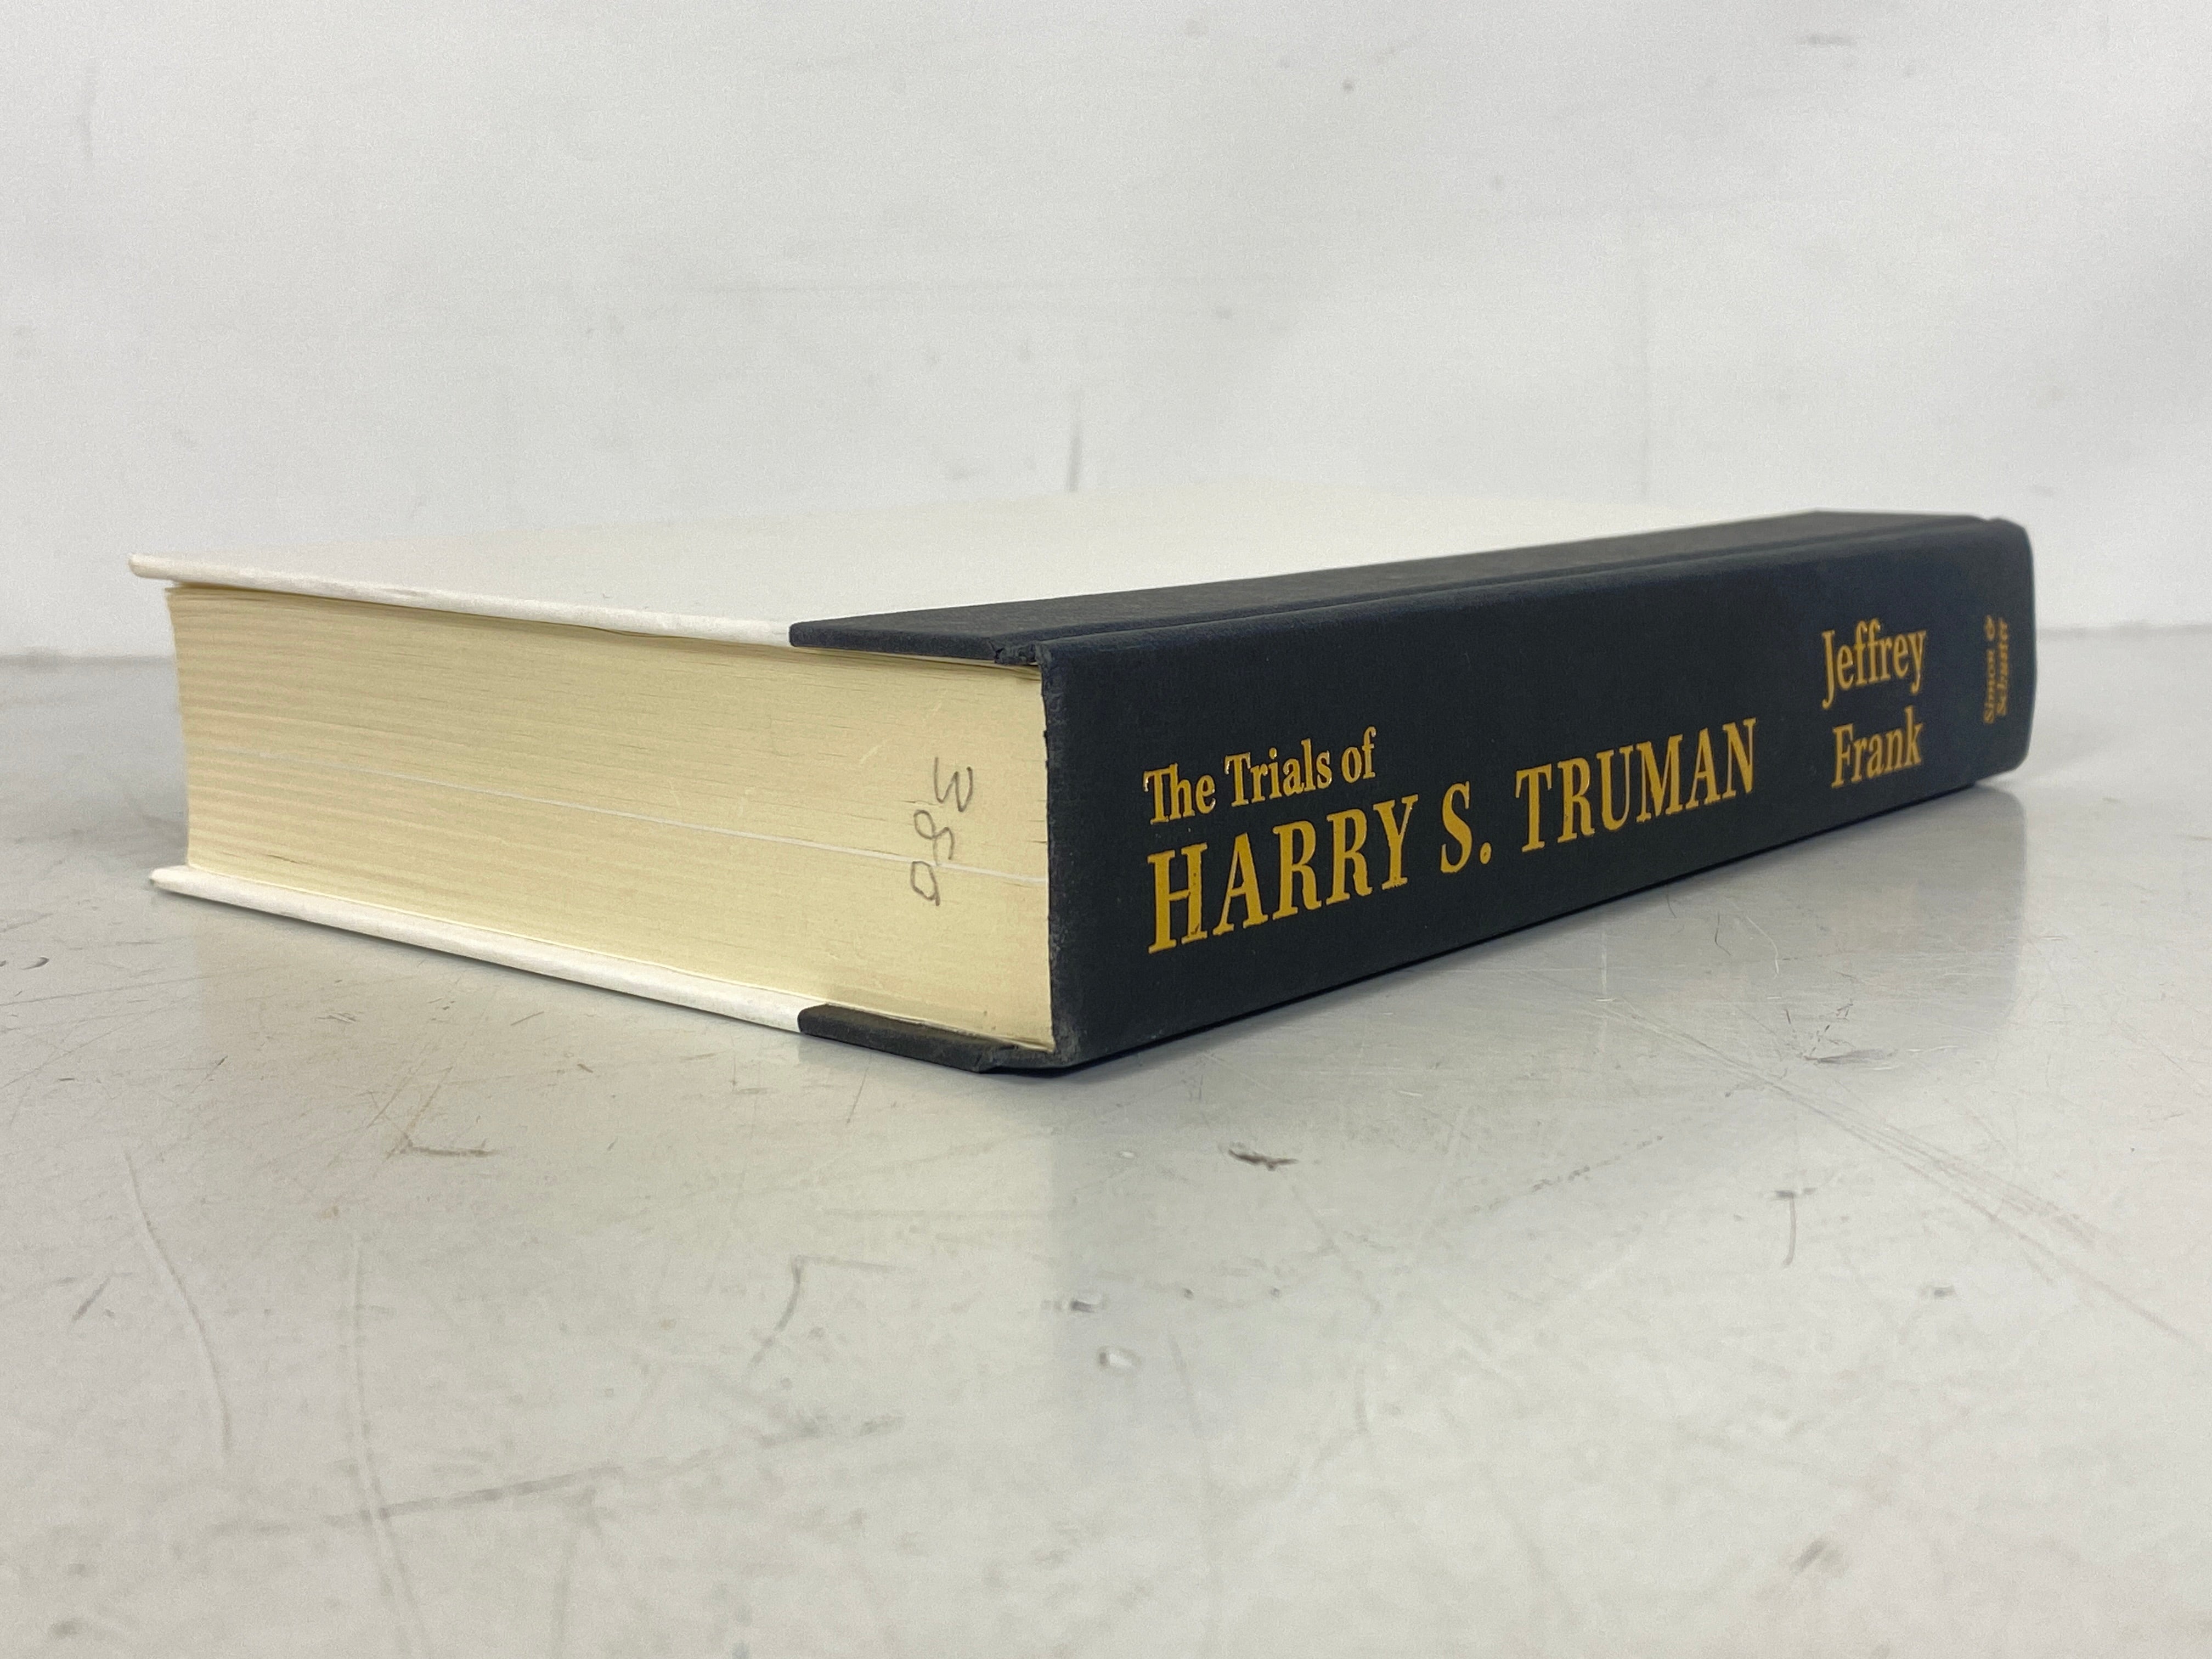 The Trials of
HARRY S. TRUMAN
Jeffrey
Frank
Simon &
Schuster
380